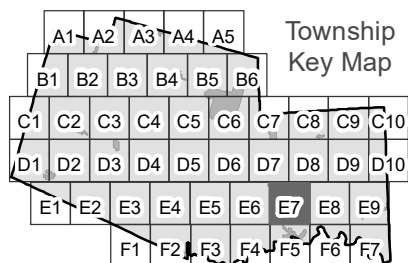 Township
Key Map
A1 A2 A3 A4 A5
B1 B2 B3 B4 B5 B6
C1 C2 C3 C4 C5 C6 C7 C8 C9 C10
D1 D2 D3 D4 D5 D6 D7 D8 D9 D10
E1 E2 E3 E4 E5 E6 E7 E8 E9
F1 F2 F3 F4 F5 F6 F7